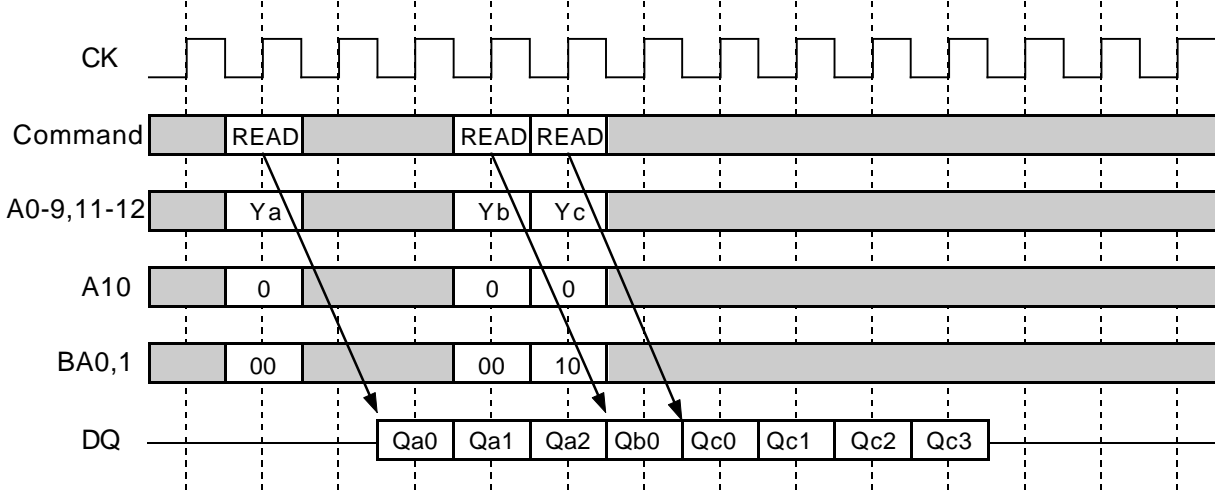 CK
Command READ READ READ
A0-9,11-12 Ya Yb Yc
A10 0 0 0
BA0,1 00 00 10
DQ Qa0 Qa1 Qa2 Qb0 Qc0 Qc1 Qc2 Qc3